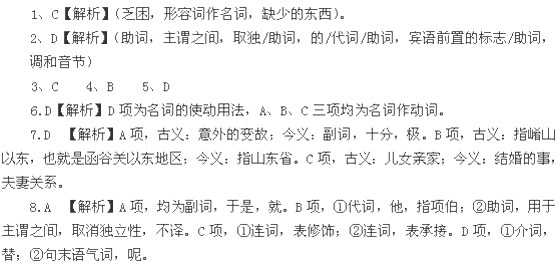 1、C【解析】(乏困，形容词作名词，缺少的东西)。
2、D【解析】(助词，主谓之间，取独/助词，的/代词/助词，宾语前置的标志/助词，
调和音节)
3、C 4、B 5、D
6.D【解析】D项为名词的使动用法，A、B、C三项均为名词作动词。
7.D 【解析】A项，古义：意外的变故；今义：副词，十分，极。B项，古义：指崤山
以东，也就是函谷关以东地区；今义：指山东省。C项，古义：儿女亲家；今义：结婚的事，
夫妻关系。
8.A 【解析】A项，均为副词，于是，就。B项，①代词，他，指项伯；②助词，用于
主谓之间，取消独立性，不译。C项，①连词，表修饰；②连词，表承接。D项，①介词，
替；②句末语气词，呢。